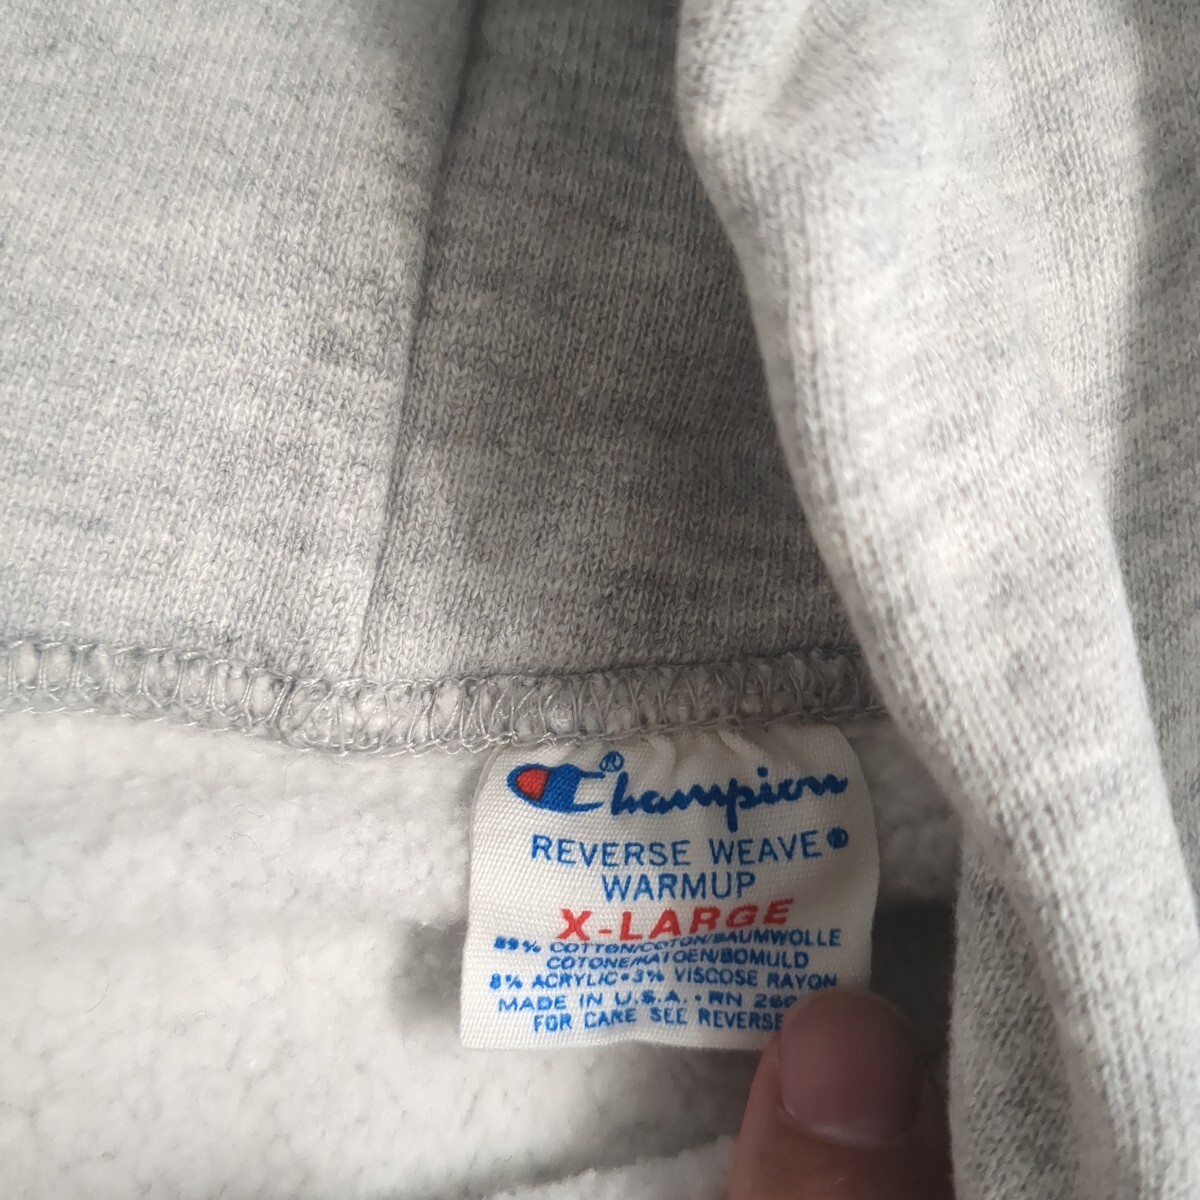 Champion®
REVERSE WEAVE®
WARMUP
X-LARGE
89% COTTON/COTON/BAUMWOLLE
COTONE/KATOEN/BOMULD
8% ACRYLIC•3% VISCOSE RAYON
MADE IN U.S.A. • RN
FOR CARE SEE REVERSE